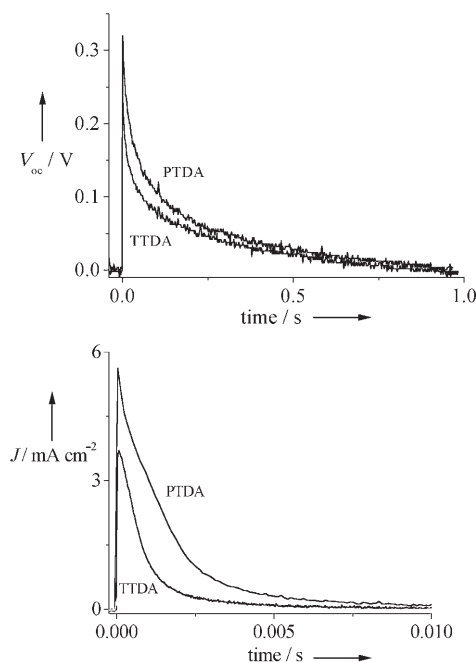 0.3
0.2
0.1
0.0
V oc / V
PTDA
TTDA
0.0
0.5
1.0
time / s
6
3
0
J / mA cm-2
PTDA
TTDA
0.000
0.005
0.010
time / s